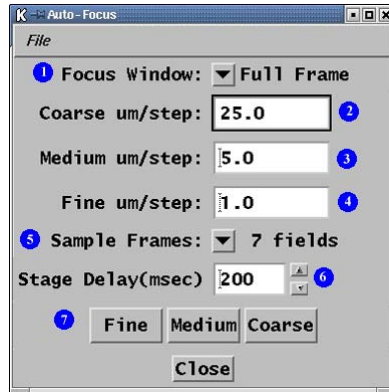 K Auto-Focus
File
1 Focus Window: Full Frame
Coarse um/step: 25.0 2
Medium um/step: 5.0 3
Fine um/step: 1.0 4
5 Sample Frames: 7 fields
Stage Delay(msec) 200 6
7 Fine Medium Coarse
Close